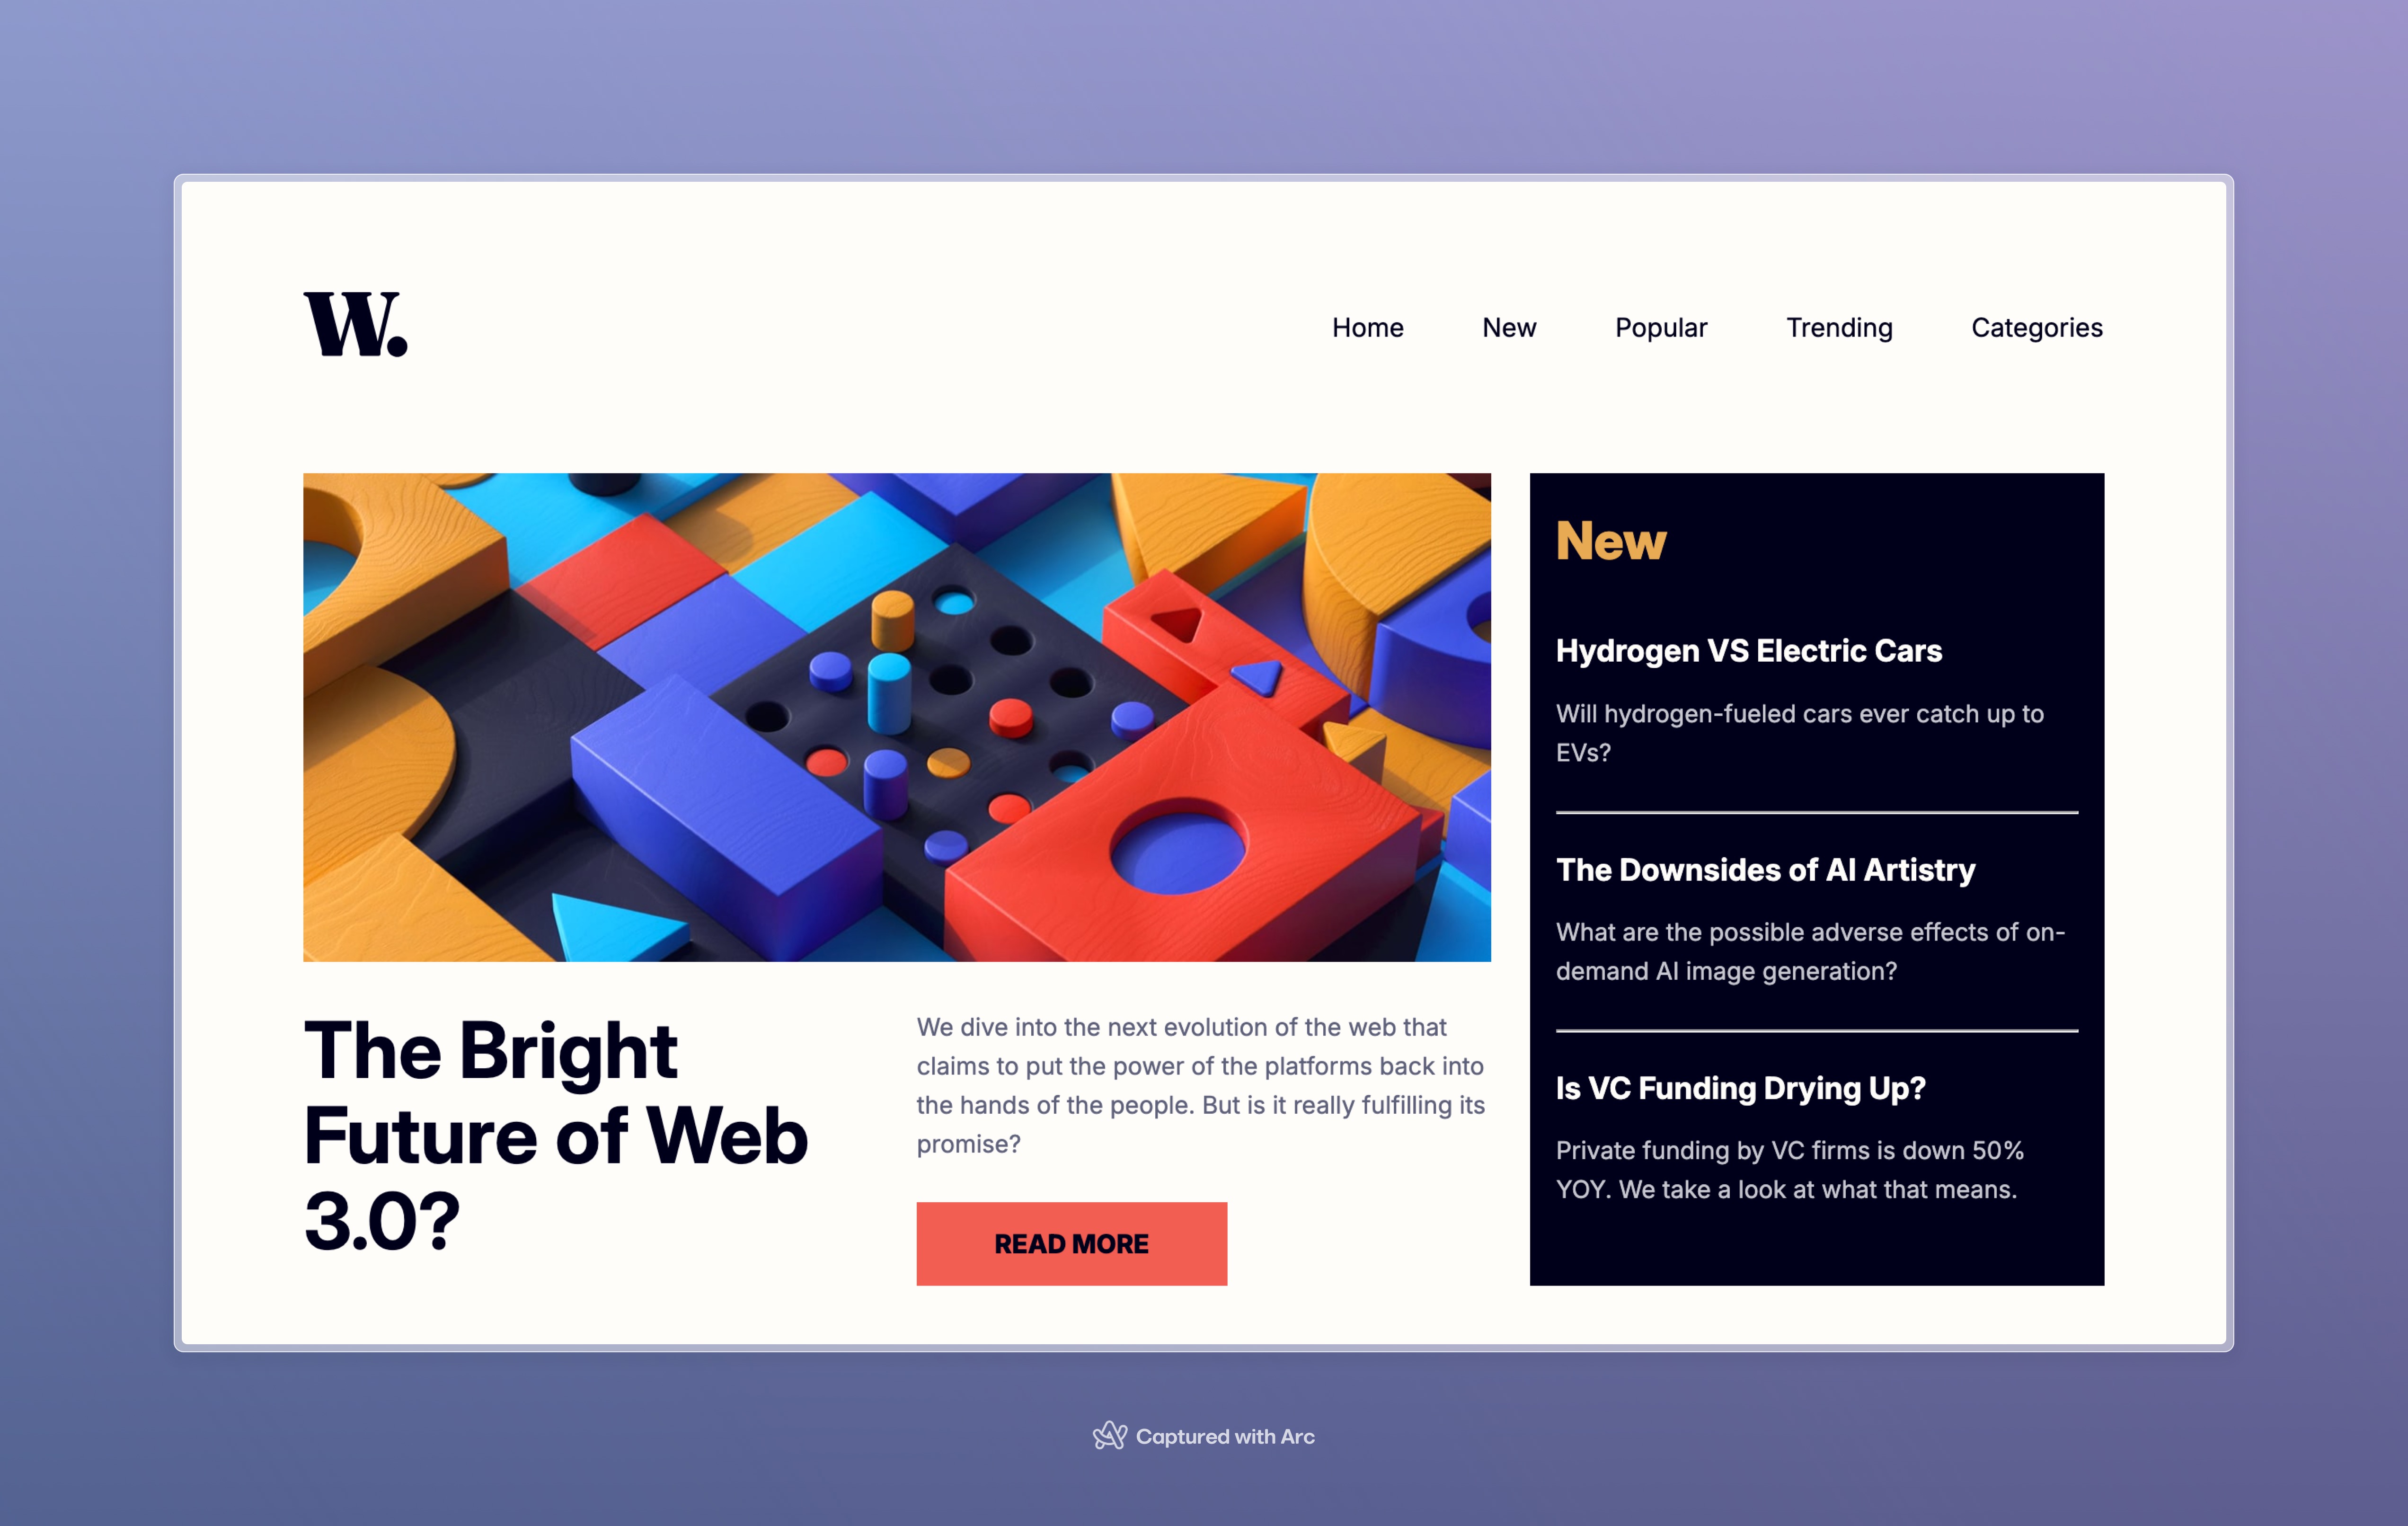 W.
Home New Popular Trending Categories
The Bright
Future of Web
3.0?
We dive into the next evolution of the web that
claims to put the power of the platforms back into
the hands of the people. But is it really fulfilling its
promise?
READ MORE
New
Hydrogen VS Electric Cars
Will hydrogen-fueled cars ever catch up to
EVs?
The Downsides of AI Artistry
What are the possible adverse effects of on-
demand AI image generation?
Is VC Funding Drying Up?
Private funding by VC firms is down 50%
YOY. We take a look at what that means.
Captured with Arc